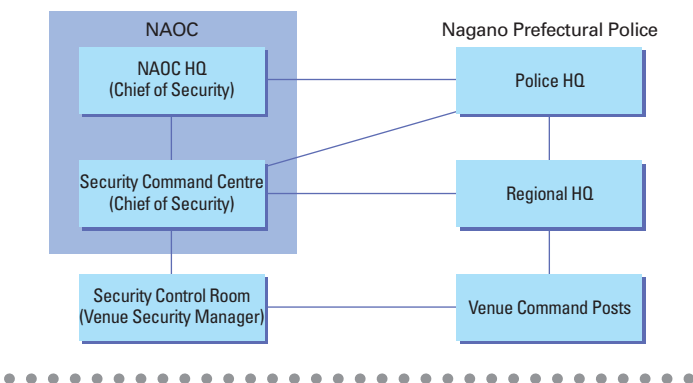 NAOC
Nagano Prefectural Police
NAOC HQ
(Chief of Security)
Police HQ
Security Command Centre
(Chief of Security)
Regional HQ
Security Control Room
(Venue Security Manager)
Venue Command Posts